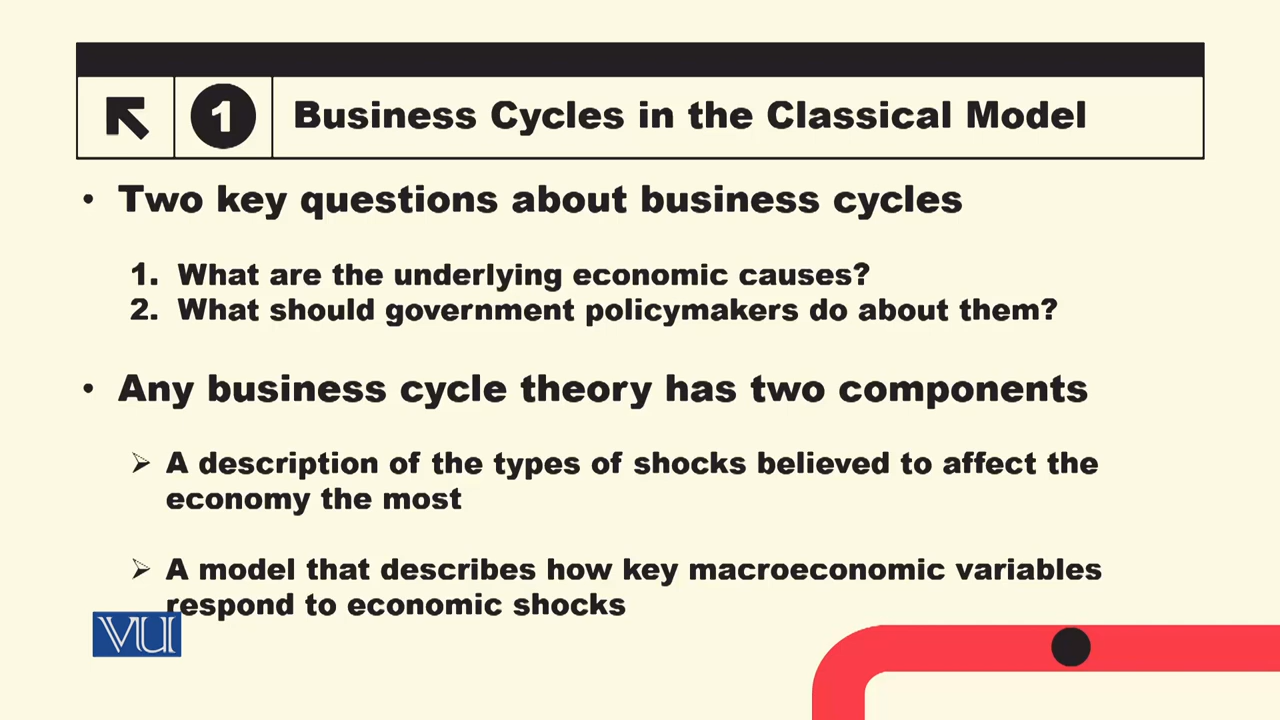 1 Business Cycles in the Classical Model
• Two key questions about business cycles
1. What are the underlying economic causes?
2. What should government policymakers do about them?
• Any business cycle theory has two components
➢ A description of the types of shocks believed to affect the
economy the most
➢ A model that describes how key macroeconomic variables
respond to economic shocks
VU